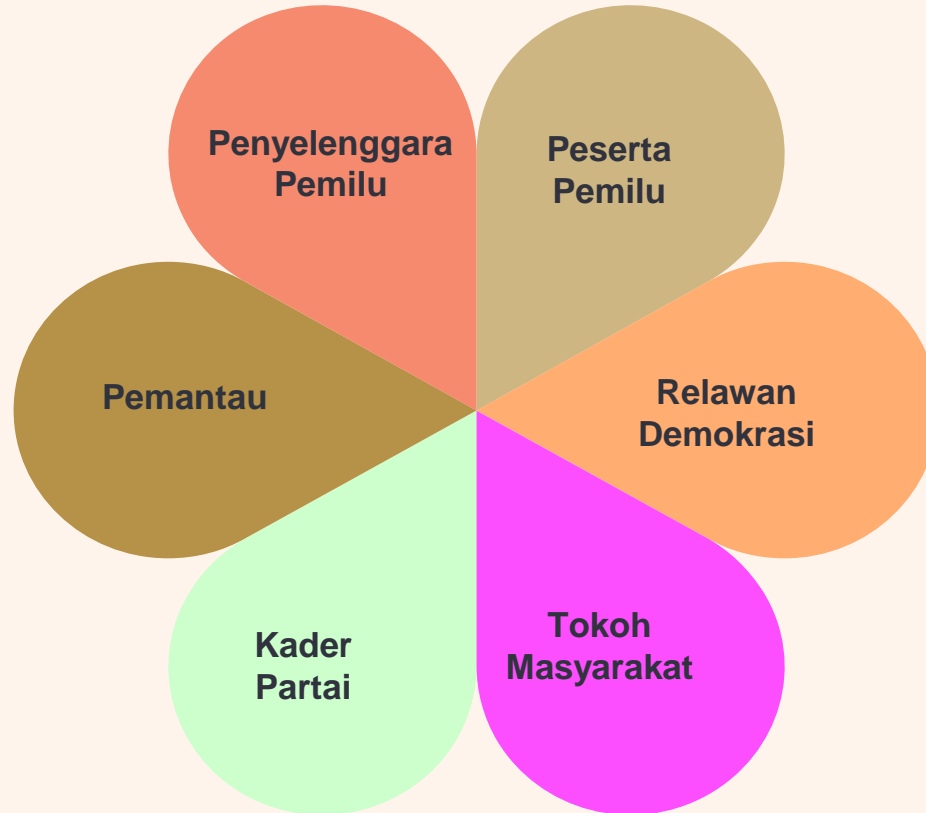 Penyelenggara
Pemilu
Peserta
Pemilu
Pemantau
Relawan
Demokrasi
Kader
Partai
Tokoh
Masyarakat